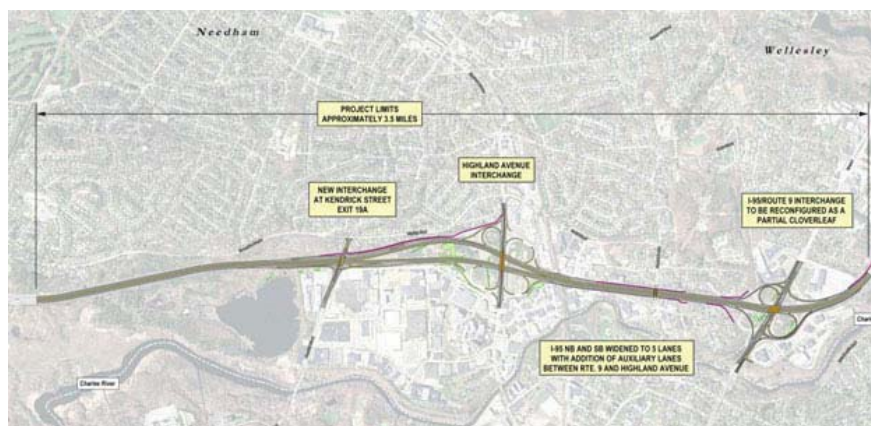 Needham
Wellesley
PROJECT LIMITS
APPROXIMATELY 3.5 MILES
HIGHLAND AVENUE
INTERCHANGE
NEW INTERCHANGE
AT KENDRICK STREET
EXIT 19A
I-95/ROUTE 9 INTERCHANGE
TO BE RECONFIGURED AS A
PARTIAL CLOVERLEAF
I-95 NB AND SB WIDENED TO 5 LANES
WITH ADDITION OF AUXILIARY LANES
BETWEEN RTE. 9 AND HIGHLAND AVENUE
Charles River